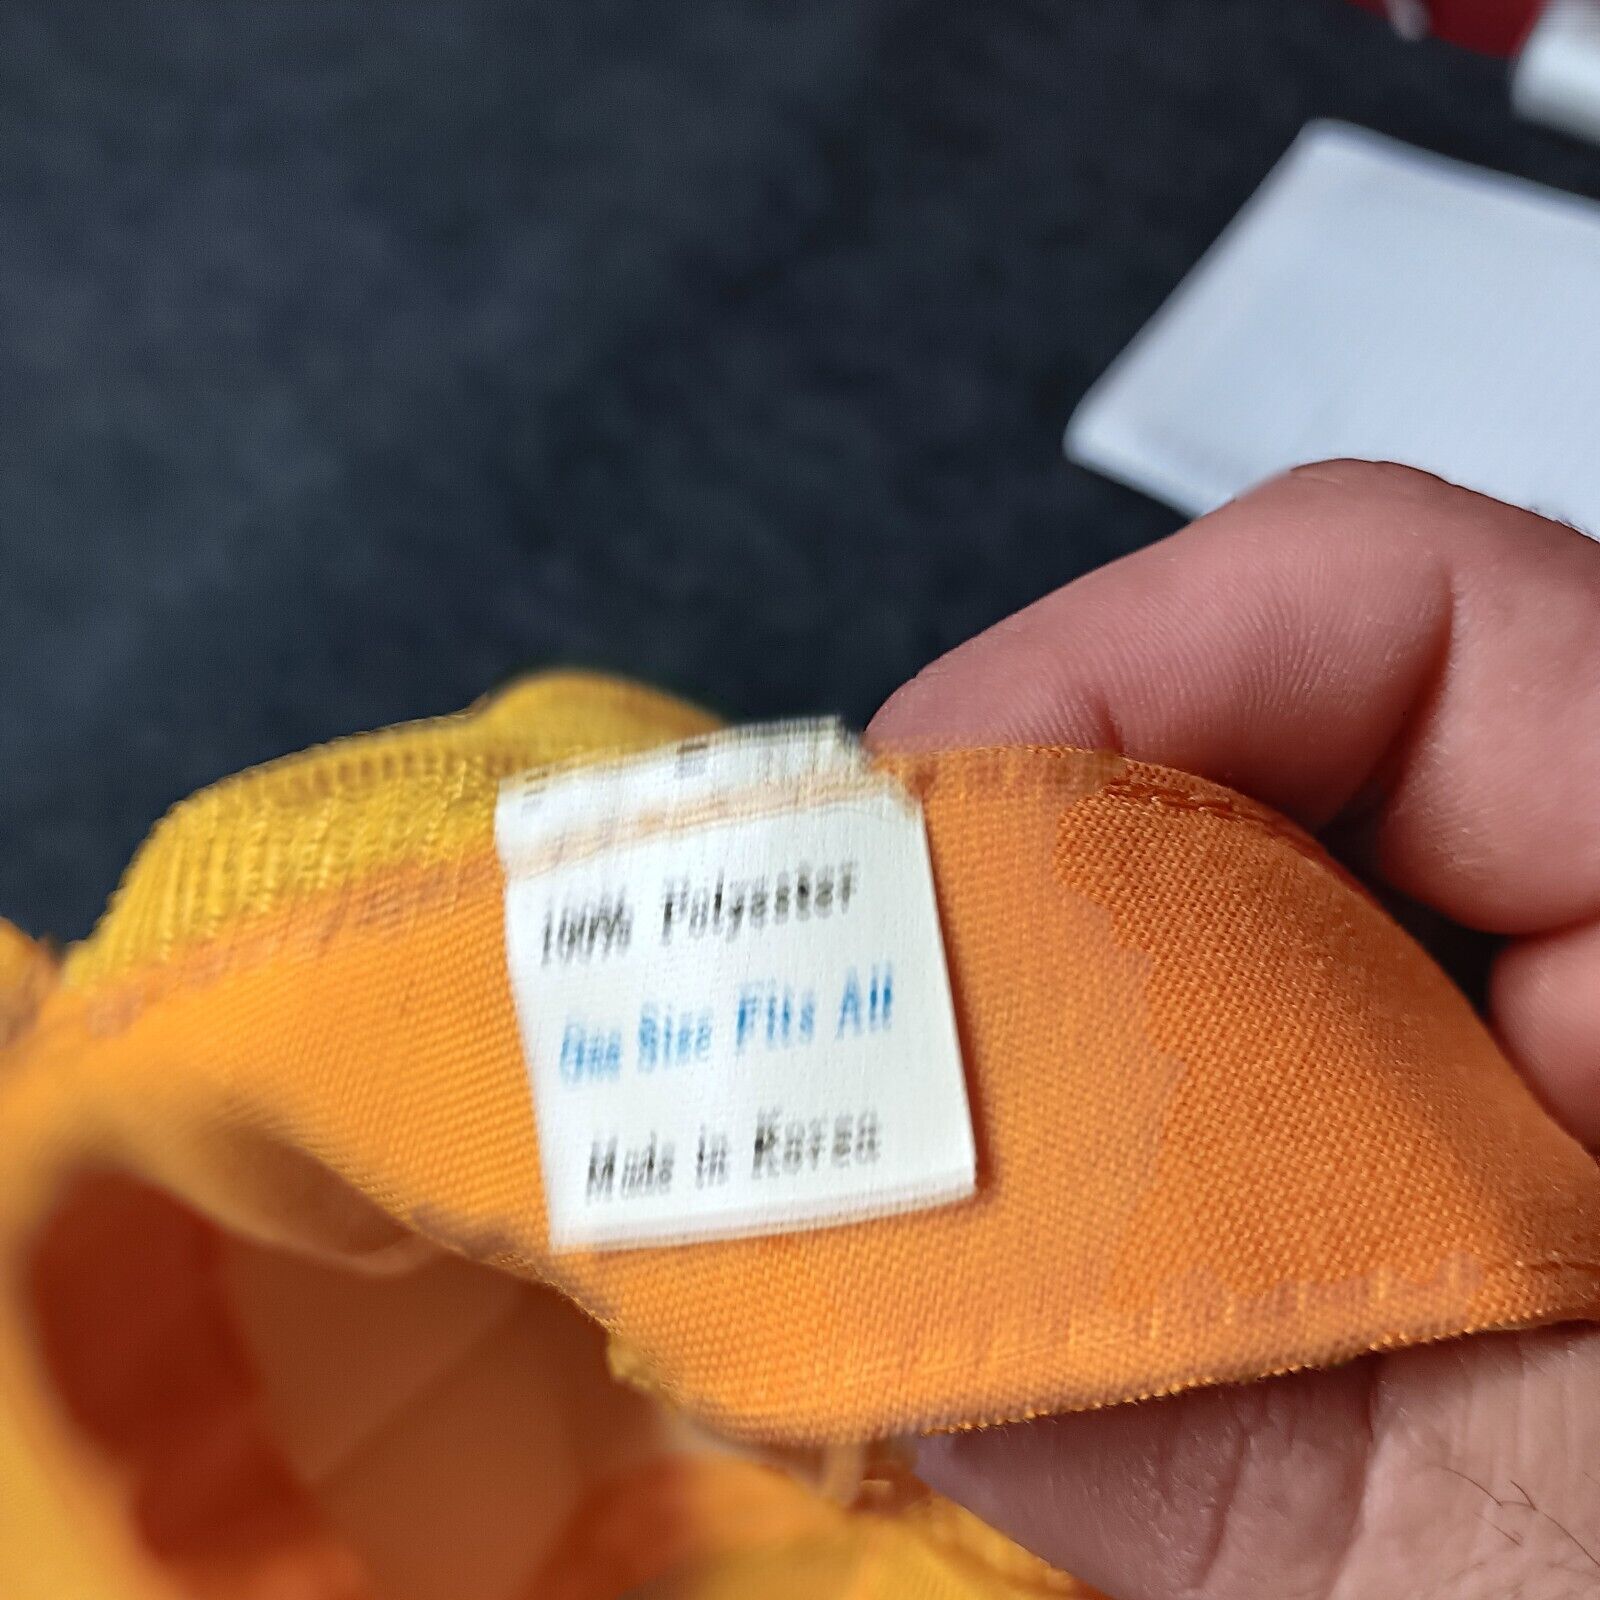 100% Polyester
One Size Fits All
Made in Korea